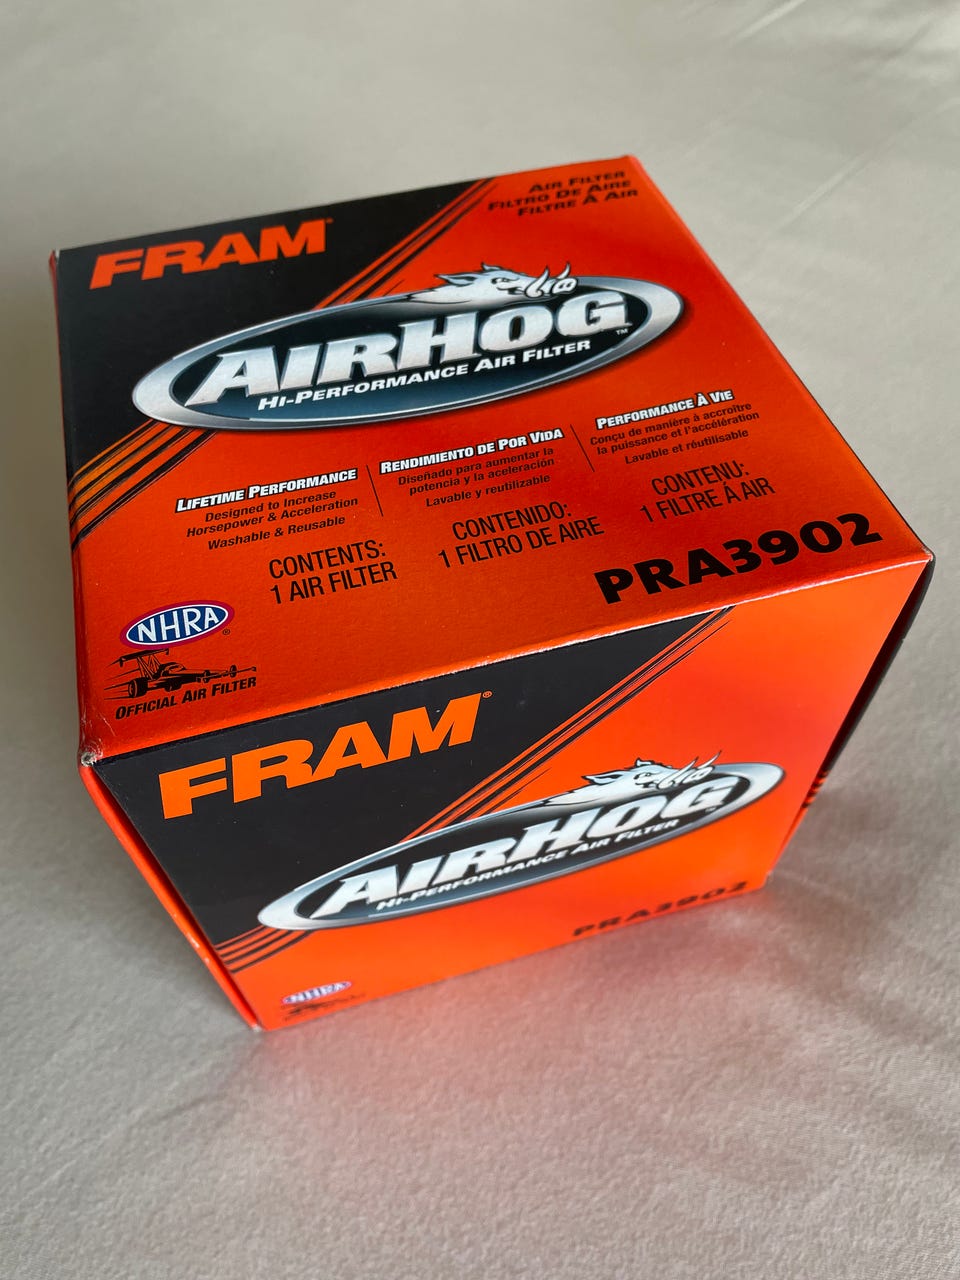 FRAM®
AIR FILTER
FILTRO DE AIRE
FILTRE À AIR
AIRHOG™
HI-PERFORMANCE AIR FILTER
LIFETIME PERFORMANCE
Designed to Increase
Horsepower & Acceleration
Washable & Reusable
RENDIMIENTO DE POR VIDA
Diseñado para aumentar la
potencia y la aceleración
Lavable y reutilizable
PERFORMANCE À VIE
Conçu de manière à accroître
la puissance et l'accélération
Lavable et réutilisable
CONTENTS:
1 AIR FILTER
CONTENIDO:
1 FILTRO DE AIRE
CONTENU:
1 FILTRE À AIR
PRA3902
NHRA®
OFFICIAL AIR FILTER
FRAM®
AIRHOG™
HI-PERFORMANCE AIR FILTER
PRA3902
NHRA